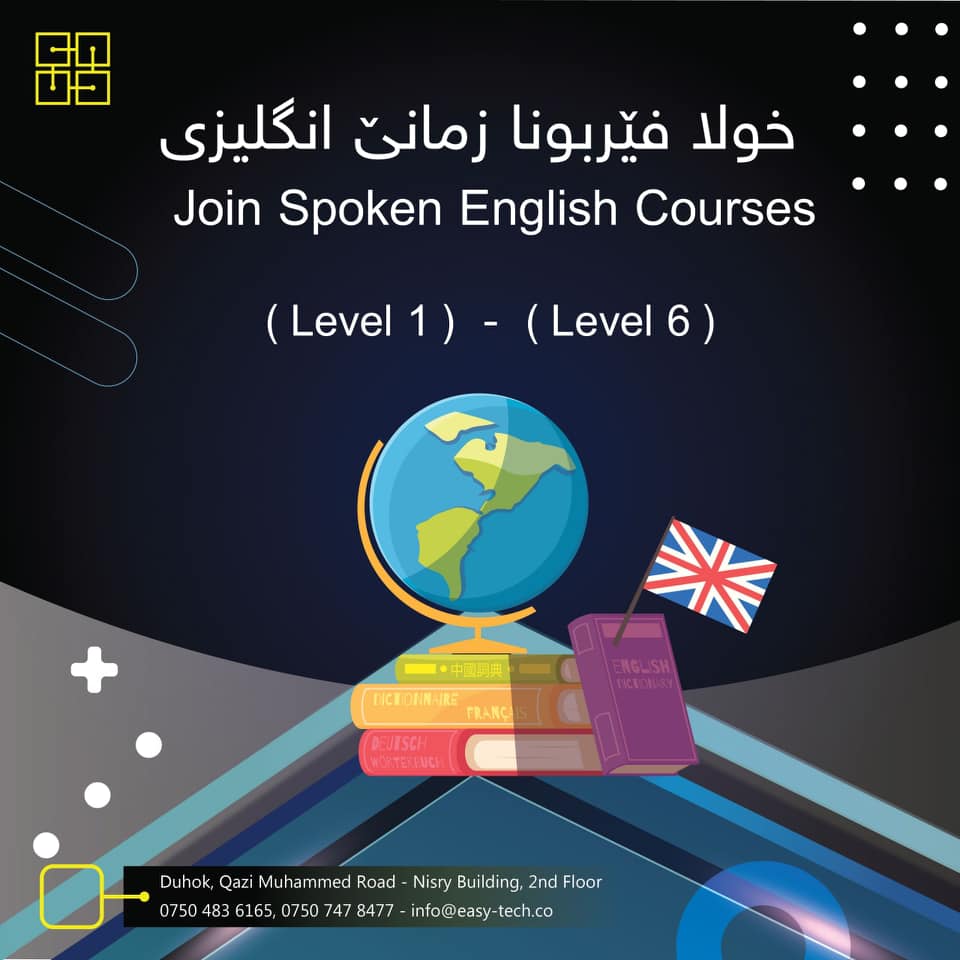 خولا فێربونا زمانێ انگلیزی
Join Spoken English Courses
( Level 1 ) - ( Level 6 )
中國詞典
DICTIONNAIRE
FRANÇAIS
DEUTSCH
WÖRTERBUCH
ENGLISH
DICTIONARY
Duhok, Qazi Muhammed Road - Nisry Building, 2nd Floor
0750 483 6165, 0750 747 8477 - info@easy-tech.co